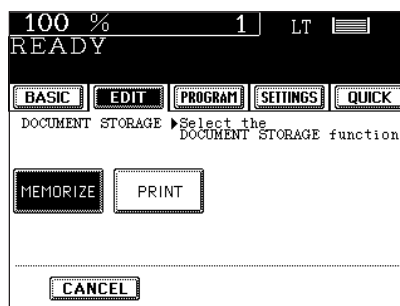 100 % 1 LT
READY
BASIC EDIT PROGRAM SETTINGS QUICK
DOCUMENT STORAGE ▶Select the
DOCUMENT STORAGE function
MEMORIZE PRINT
CANCEL